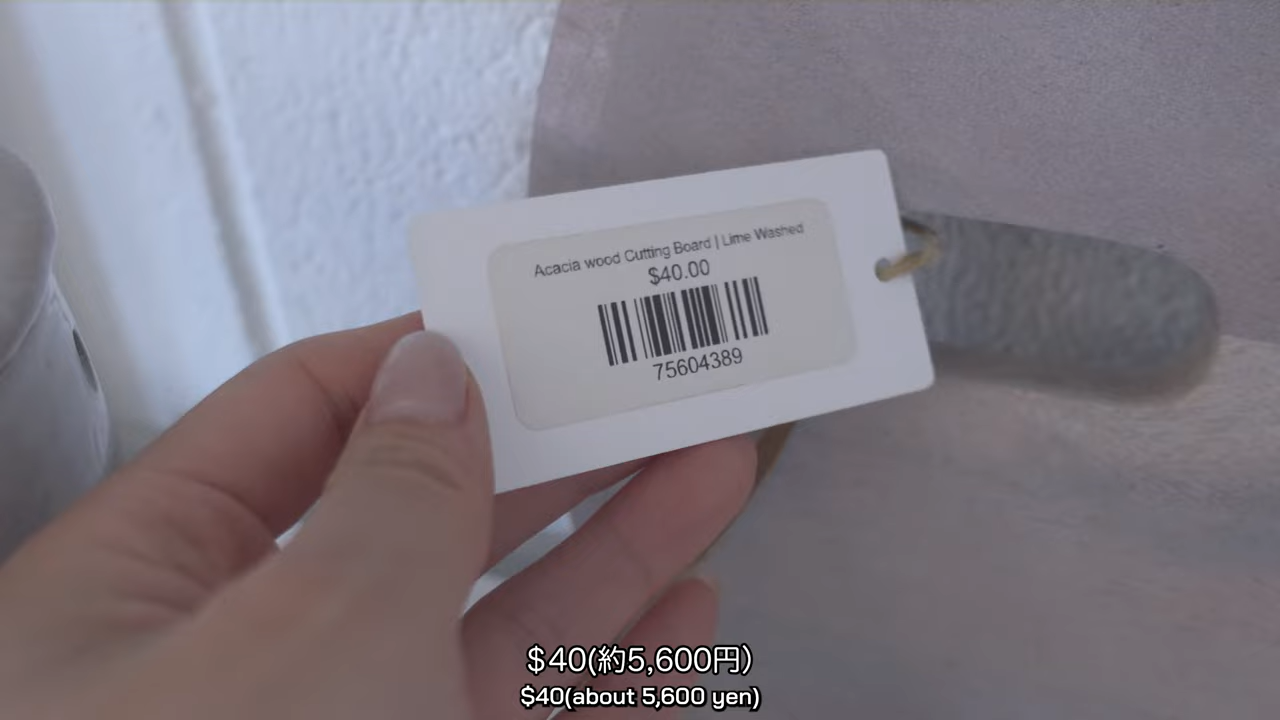 Acacia wood Cutting Board | Lime Washed
$40.00
75604389
$40(約5,600円)
$40(about 5,600 yen)